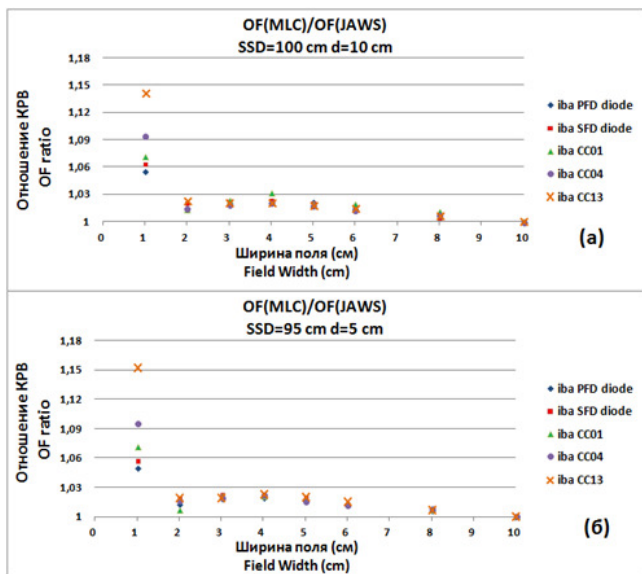 OF(MLC)/OF(JAWS)
SSD=100 cm d=10 cm
Отношение КРВ
OF ratio
1,18
1,15
1,12
1,09
1,06
1,03
1
0 1 2 3 4 5 6 8 10
Ширина поля (см)
Field Width (cm)
iba PFD diode
iba SFD diode
iba CC01
iba CC04
iba CC13
(а)
OF(MLC)/OF(JAWS)
SSD=95 cm d=5 cm
Отношение КРВ
OF ratio
1,18
1,15
1,12
1,09
1,06
1,03
1
0 1 2 3 4 5 6 8 10
Ширина поля (см)
Field Width (cm)
iba PFD diode
iba SFD diode
iba CC01
iba CC04
iba CC13
(б)